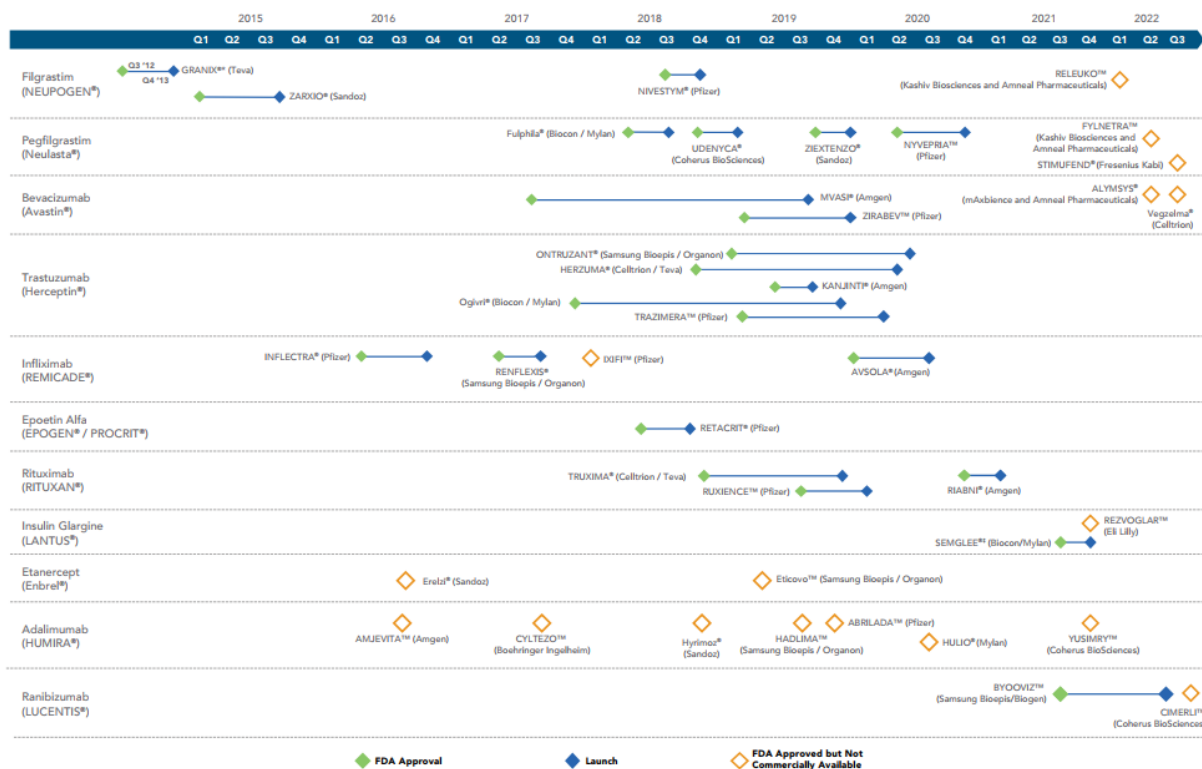 2015 2016 2017 2018 2019 2020 2021 2022
Q1 Q2 Q3 Q4 Q1 Q2 Q3 Q4 Q1 Q2 Q3 Q4 Q1 Q2 Q3 Q4 Q1 Q2 Q3 Q4 Q1 Q2 Q3 Q4 Q1 Q2 Q3 Q4 Q1 Q2 Q3
Filgrastim
(NEUPOGEN®)
Q3 '12
Q4 '13
GRANIX®* (Teva)
ZARXIO® (Sandoz)
NIVESTYM® (Pfizer)
RELEUKO™
(Kashiv Biosciences and Amneal Pharmaceuticals)
Pegfilgrastim
(Neulasta®)
Fulphila® (Biocon / Mylan)
UDENYCA®
(Coherus BioSciences)
ZIEXTENZO®
(Sandoz)
NYVEPRIA™
(Pfizer)
FYLNETRA™
(Kashiv Biosciences and
Amneal Pharmaceuticals)
STIMUFEND® (Fresenius Kabi)
Bevacizumab
(Avastin®)
MVASI® (Amgen)
ZIRABEV™ (Pfizer)
ALYMSYS®
(mAxbience and Amneal Pharmaceuticals)
Vegzelma®
(Celltrion)
Trastuzumab
(Herceptin®)
ONTRUZANT® (Samsung Bioepis / Organon)
HERZUMA® (Celltrion / Teva)
KANJINTI® (Amgen)
Ogivri® (Biocon / Mylan)
TRAZIMERA™ (Pfizer)
Infliximab
(REMICADE®)
INFLECTRA® (Pfizer)
RENFLEXIS®
(Samsung Bioepis / Organon)
IXIFI™ (Pfizer)
AVSOLA® (Amgen)
Epoetin Alfa
(EPOGEN® / PROCRIT®)
RETACRIT® (Pfizer)
Rituximab
(RITUXAN®)
TRUXIMA® (Celltrion / Teva)
RUXIENCE™ (Pfizer)
RIABNI® (Amgen)
Insulin Glargine
(LANTUS®)
REZVOGLAR™
(Eli Lilly)
SEMGLEE®‡ (Biocon/Mylan)
Etanercept
(Enbrel®)
Erelzi® (Sandoz)
Eticovo™ (Samsung Bioepis / Organon)
Adalimumab
(HUMIRA®)
AMJEVITA™ (Amgen)
CYLTEZO™
(Boehringer Ingelheim)
Hyrimoz®
(Sandoz)
HADLIMA™
(Samsung Bioepis / Organon)
ABRILADA™ (Pfizer)
HULIO® (Mylan)
YUSIMRY™
(Coherus BioSciences)
Ranibizumab
(LUCENTIS®)
BYOOVIZ™
(Samsung Bioepis/Biogen)
CIMERLI™
(Coherus BioSciences
FDA Approval
Launch
FDA Approved but Not
Commercially Available